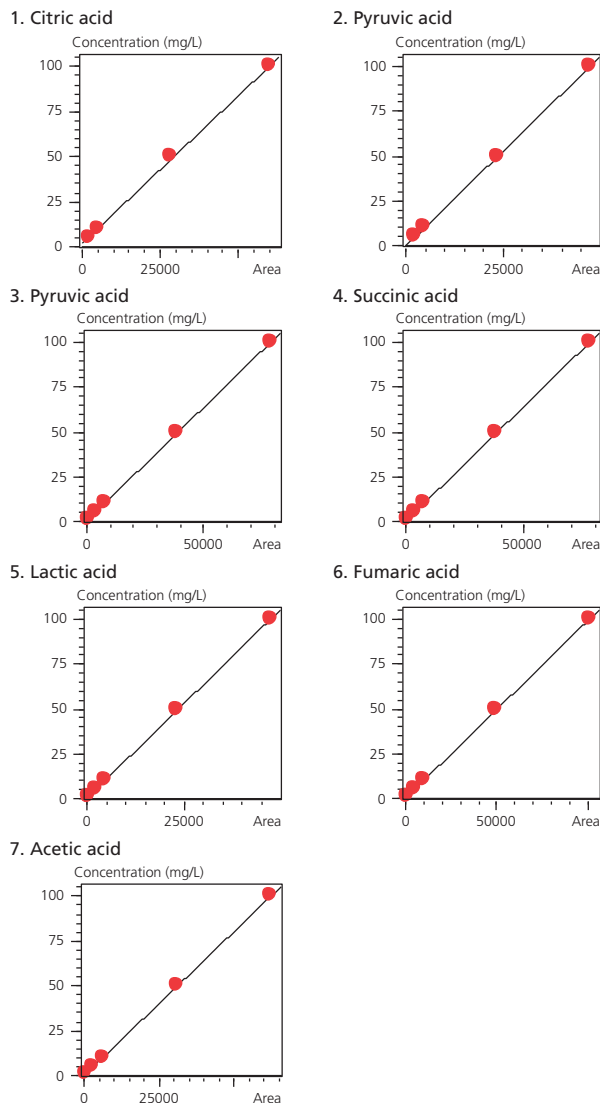 1. Citric acid
Concentration (mg/L)
100
75
50
25
0
0 25000 Area
2. Pyruvic acid
Concentration (mg/L)
100
75
50
25
0
0 25000 Area
3. Pyruvic acid
Concentration (mg/L)
100
75
50
25
0
0 50000 Area
4. Succinic acid
Concentration (mg/L)
100
75
50
25
0
0 50000 Area
5. Lactic acid
Concentration (mg/L)
100
75
50
25
0
0 25000 Area
6. Fumaric acid
Concentration (mg/L)
100
75
50
25
0
0 50000 Area
7. Acetic acid
Concentration (mg/L)
100
75
50
25
0
0 25000 Area